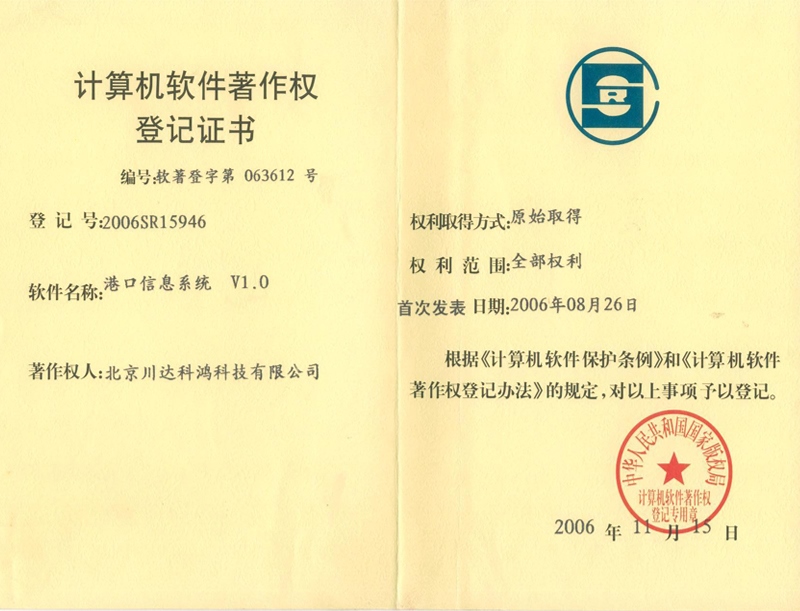 计算机软件著作权
登记证书
编号:软著登字第 063612 号
登 记 号:2006SR15946
软件名称:港口信息系统 V1.0
著作权人:北京川达科鸿科技有限公司
SR
权利取得方式:原始取得
权 利 范 围:全部权利
首次发表日期:2006年08月26日
根据《计算机软件保护条例》和《计算机软件
著作权登记办法》的规定,对以上事项予以登记。
中华人民共和国国家版权局
计算机软件著作权
登记专用章
2006 年 11 月 15 日